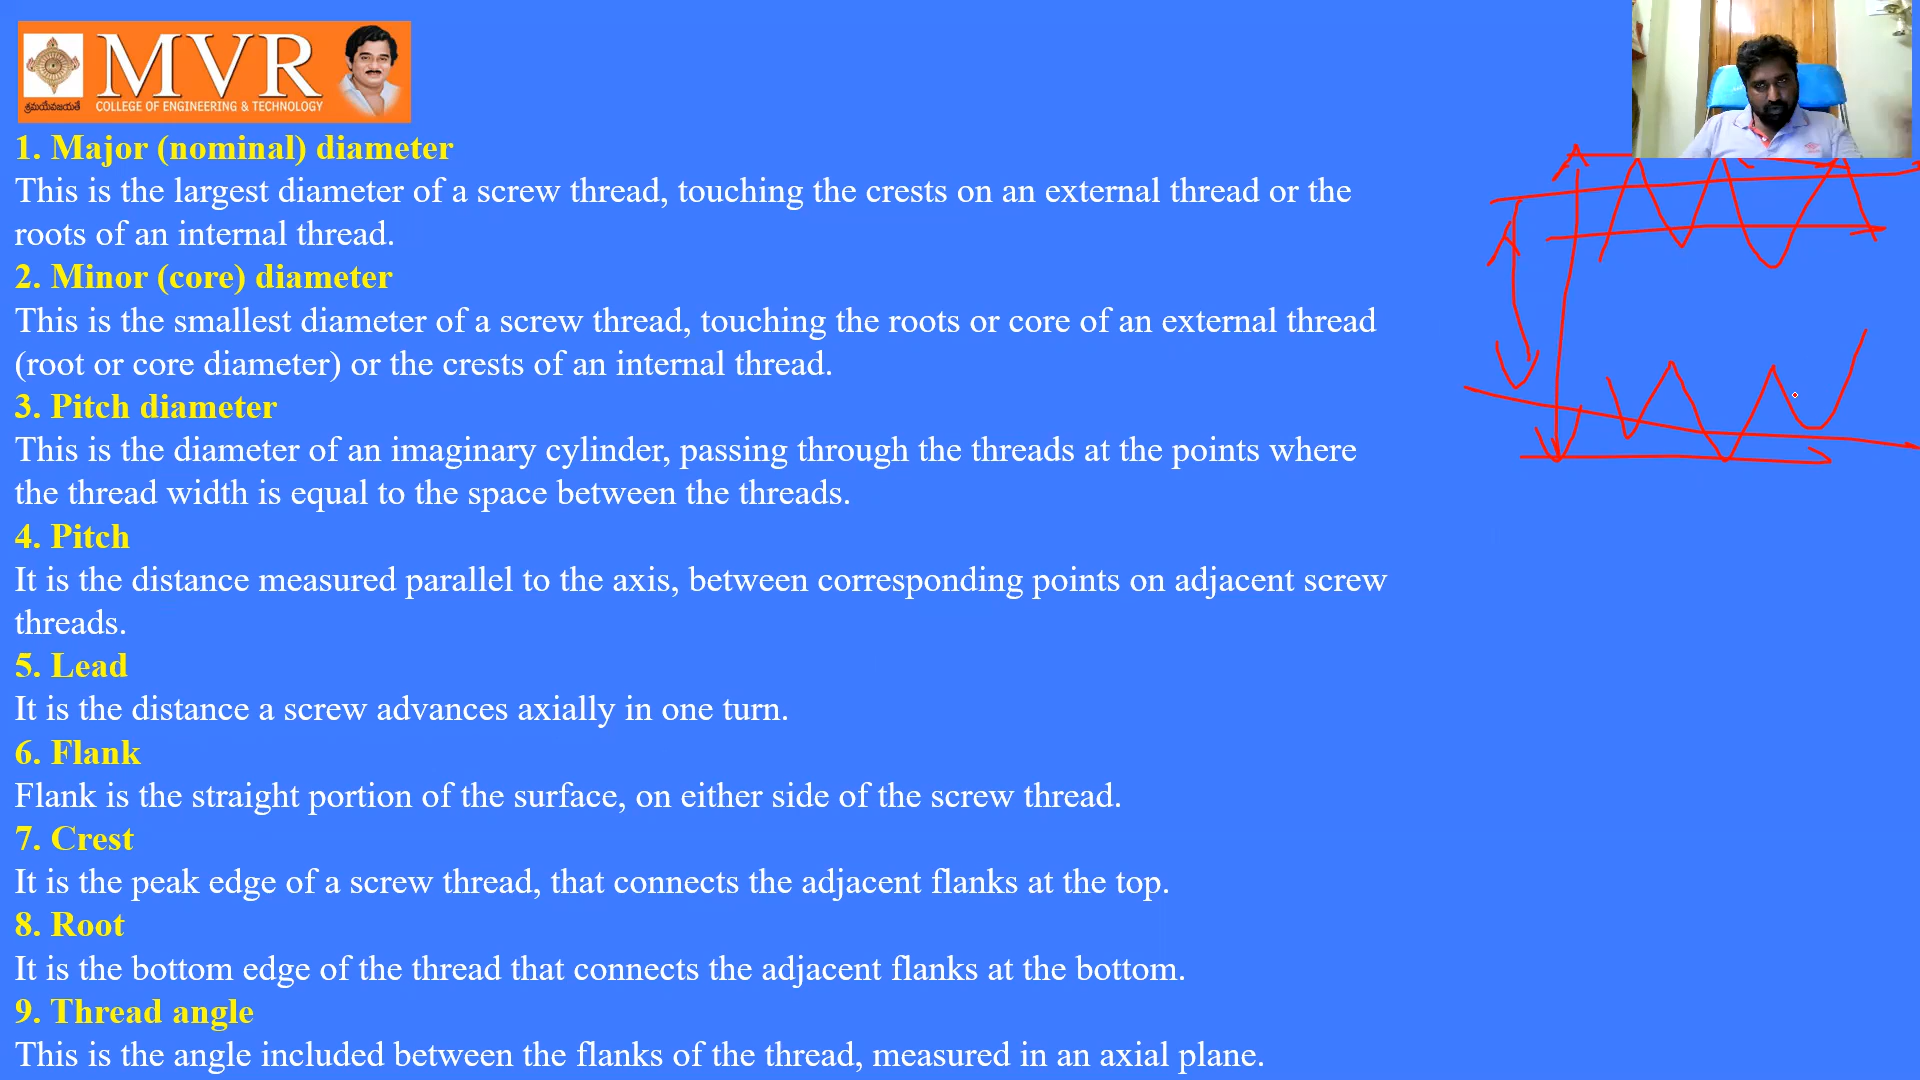 MVR
COLLEGE OF ENGINEERING & TECHNOLOGY
శ్రమయేవజయతే
1. Major (nominal) diameter
This is the largest diameter of a screw thread, touching the crests on an external thread or the
roots of an internal thread.
2. Minor (core) diameter
This is the smallest diameter of a screw thread, touching the roots or core of an external thread
(root or core diameter) or the crests of an internal thread.
3. Pitch diameter
This is the diameter of an imaginary cylinder, passing through the threads at the points where
the thread width is equal to the space between the threads.
4. Pitch
It is the distance measured parallel to the axis, between corresponding points on adjacent screw
threads.
5. Lead
It is the distance a screw advances axially in one turn.
6. Flank
Flank is the straight portion of the surface, on either side of the screw thread.
7. Crest
It is the peak edge of a screw thread, that connects the adjacent flanks at the top.
8. Root
It is the bottom edge of the thread that connects the adjacent flanks at the bottom.
9. Thread angle
This is the angle included between the flanks of the thread, measured in an axial plane.